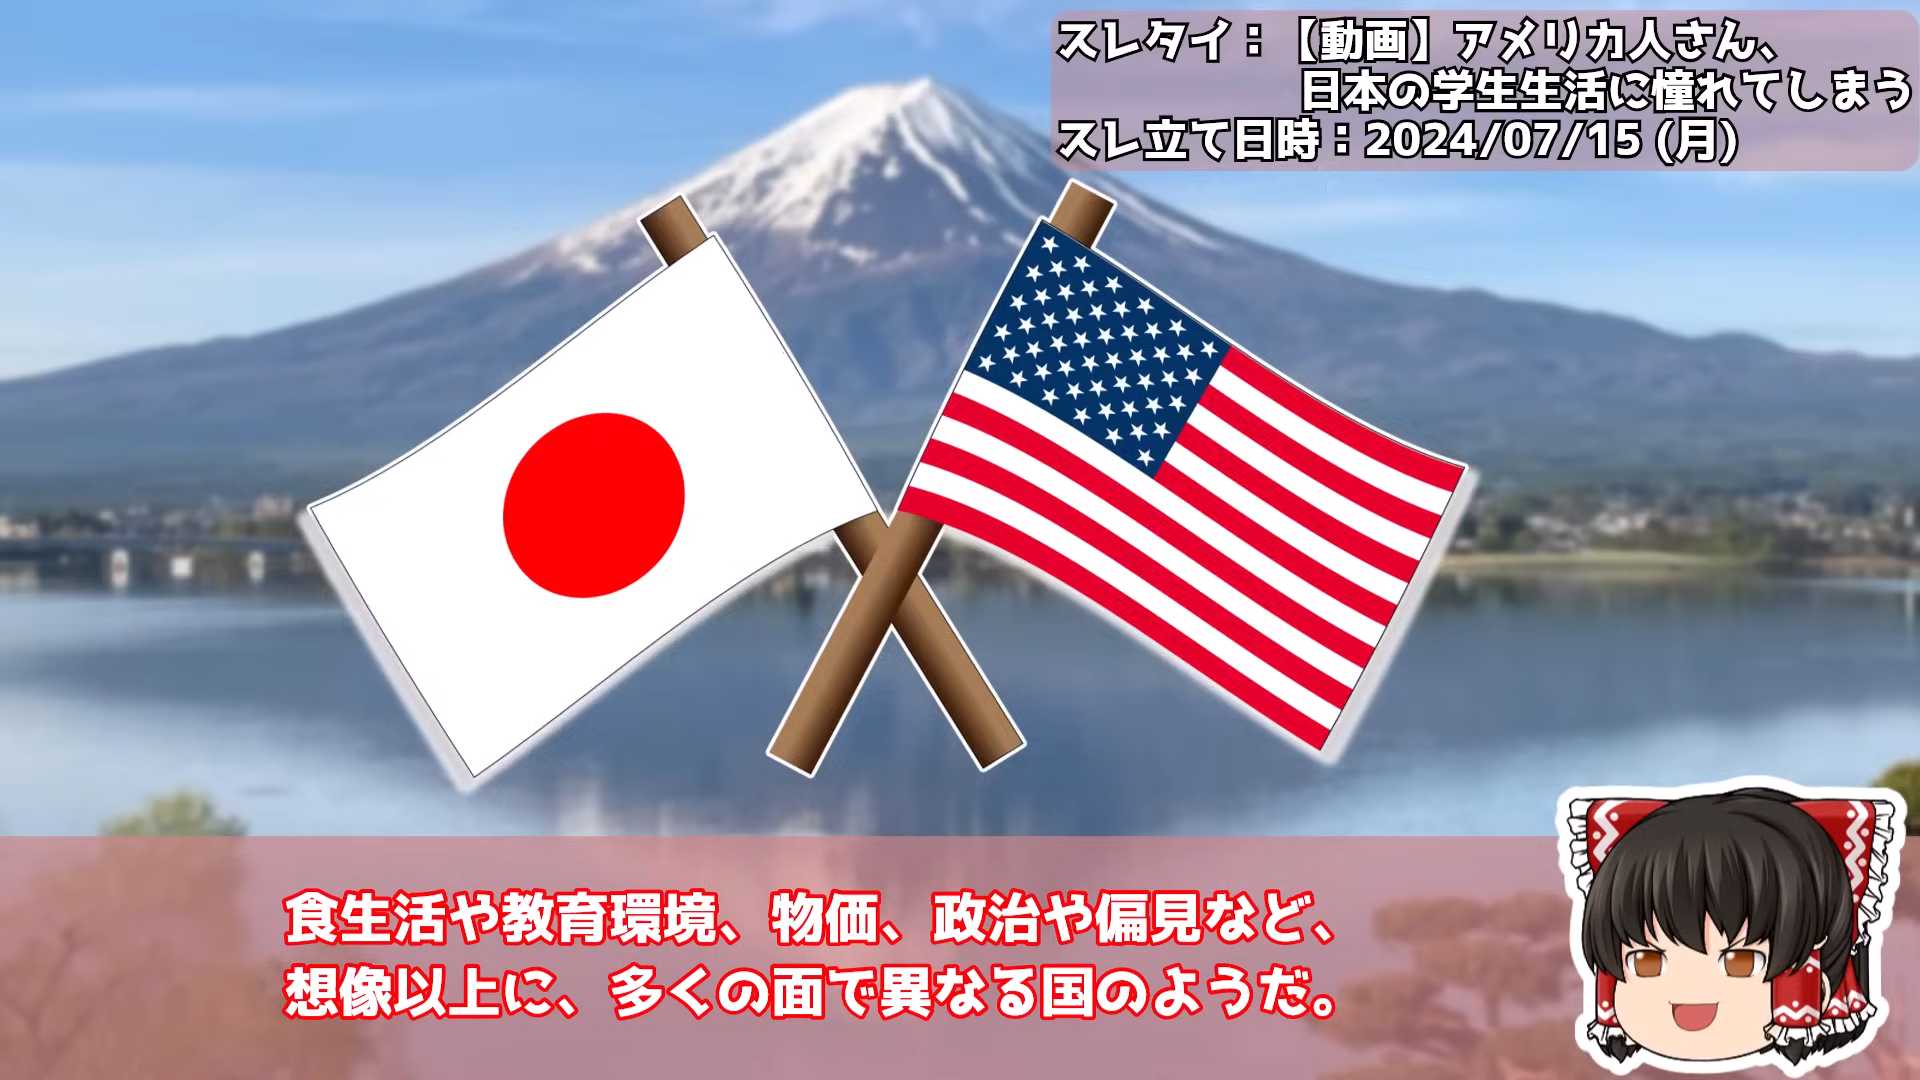 スレタイ：【動画】アメリカ人さん、
日本の学生生活に憧れてしまう
スレ立て日時：2024/07/15 (月)
食生活や教育環境、物価、政治や偏見など、
想像以上に、多くの面で異なる国のようだ。